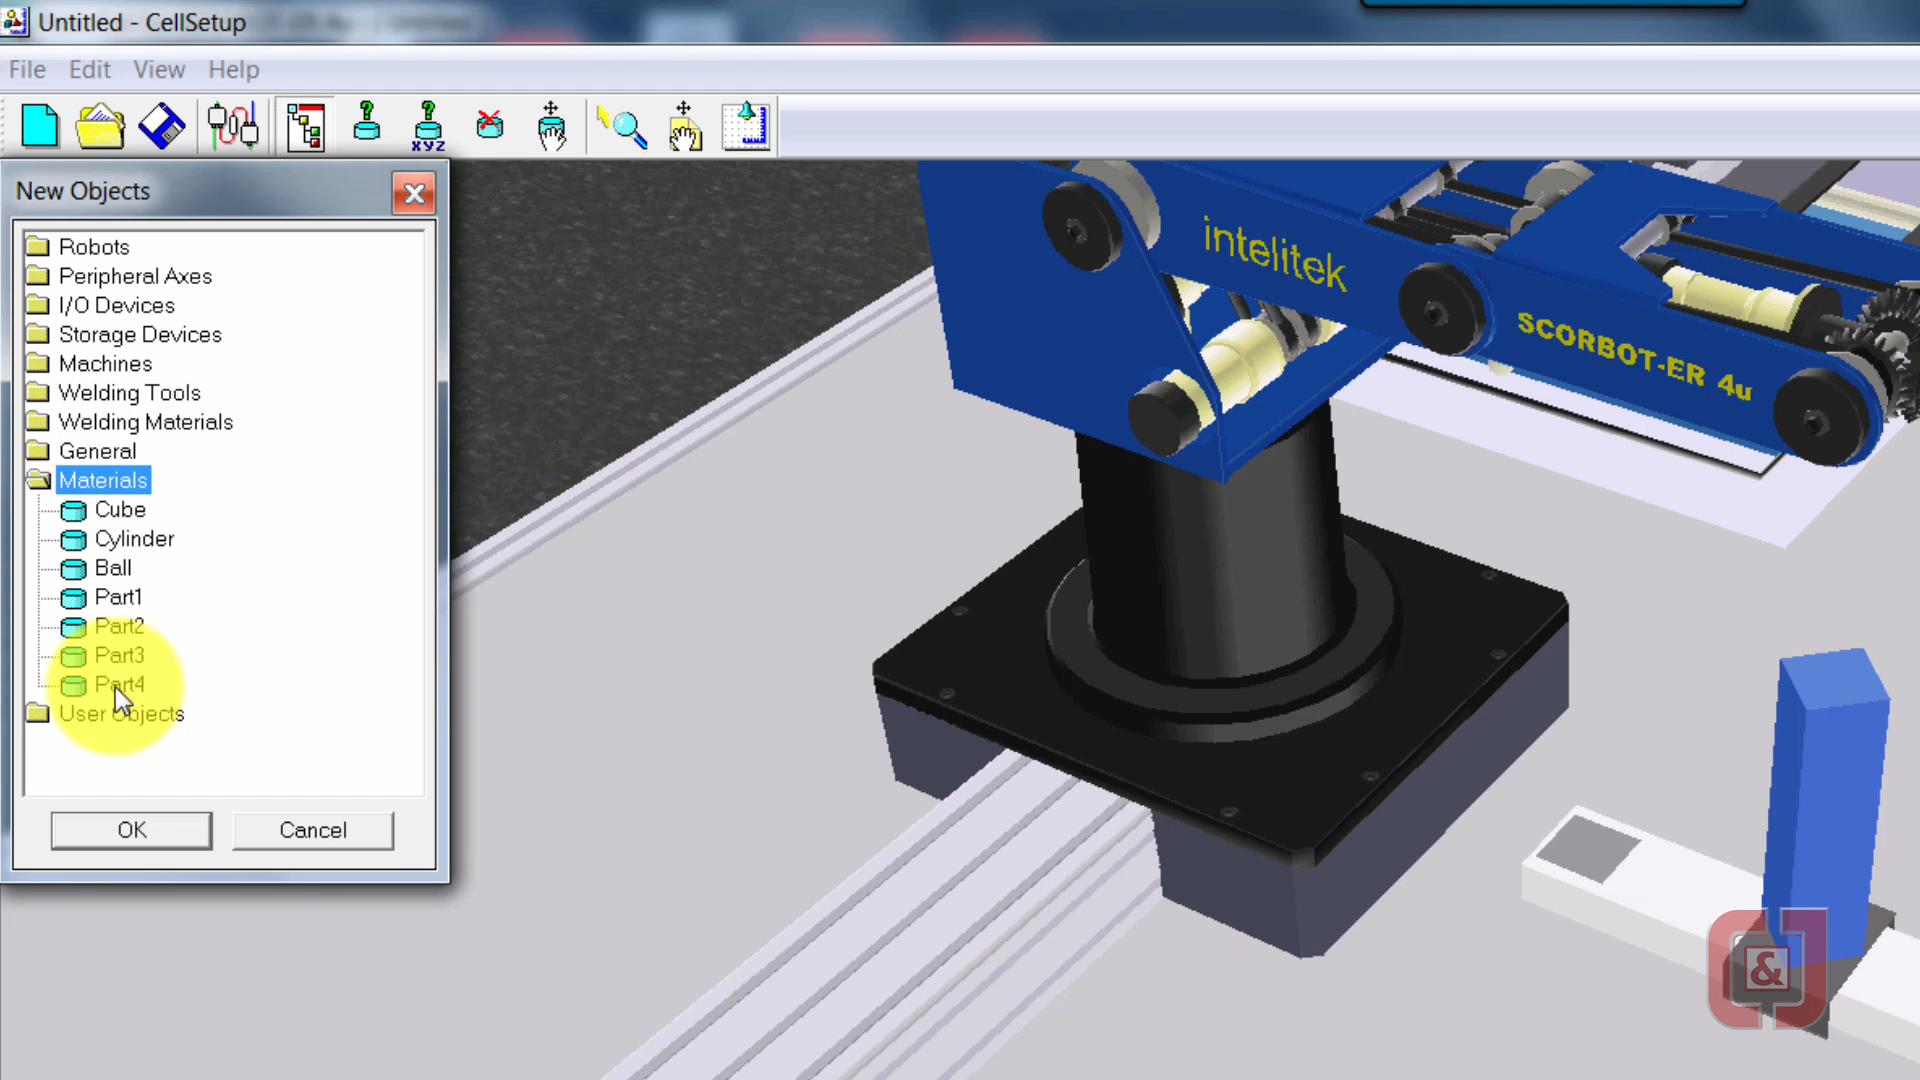 Untitled - CellSetup
File Edit View Help
XYZ
New Objects
Robots
Peripheral Axes
I/O Devices
Storage Devices
Machines
Welding Tools
Welding Materials
General
Materials
Cube
Cylinder
Ball
Part1
Part2
Part3
Part4
User Objects
OK Cancel
intelitek
SCORBOT-ER 4u
&